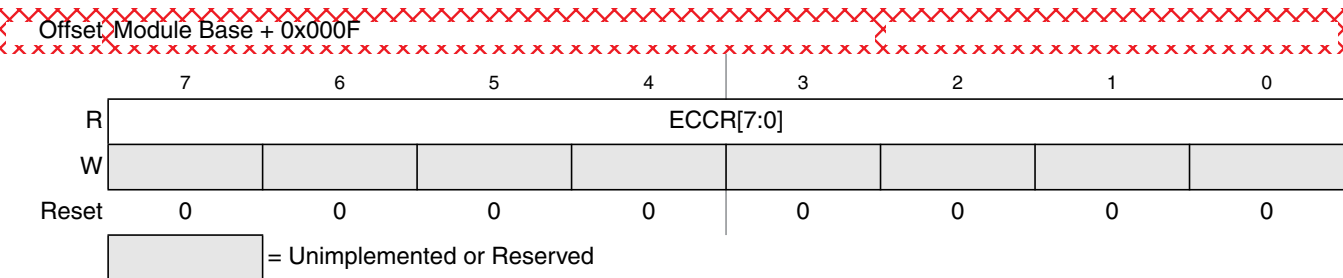 Offset Module Base + 0x000F
7 6 5 4 3 2 1 0
R ECCR[7:0]
W
Reset 0 0 0 0 0 0 0 0
= Unimplemented or Reserved